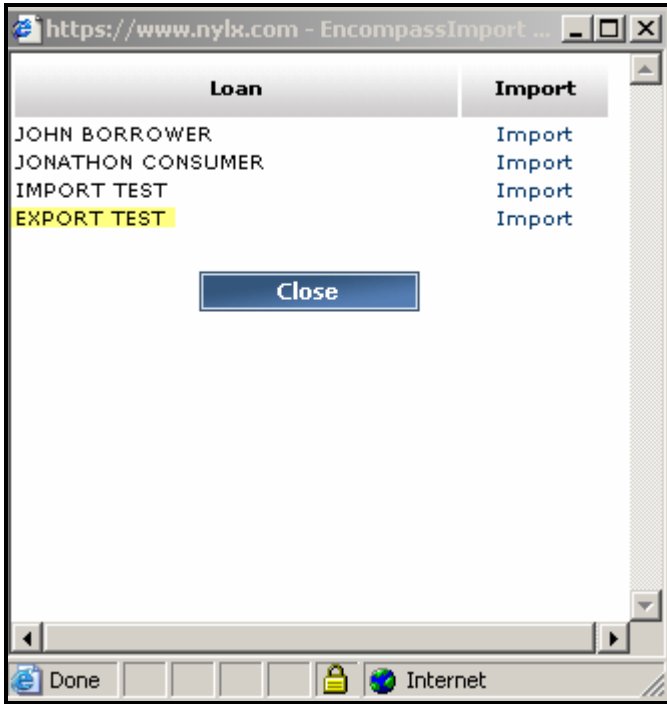 https://www.nylx.com - EncompassImport ...
Loan Import
JOHN BORROWER Import
JONATHON CONSUMER Import
IMPORT TEST Import
EXPORT TEST Import
Close
Done Internet